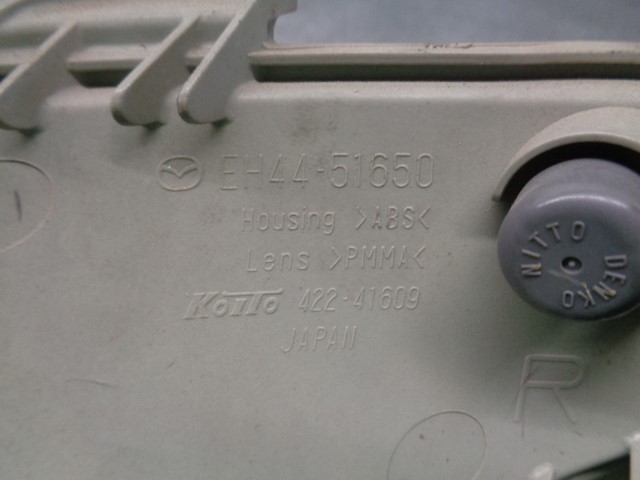 EH44-51650
Housing >ABS<
Lens >PMMA<
KOITO 422-41609
JAPAN
R
NITTO DENKO